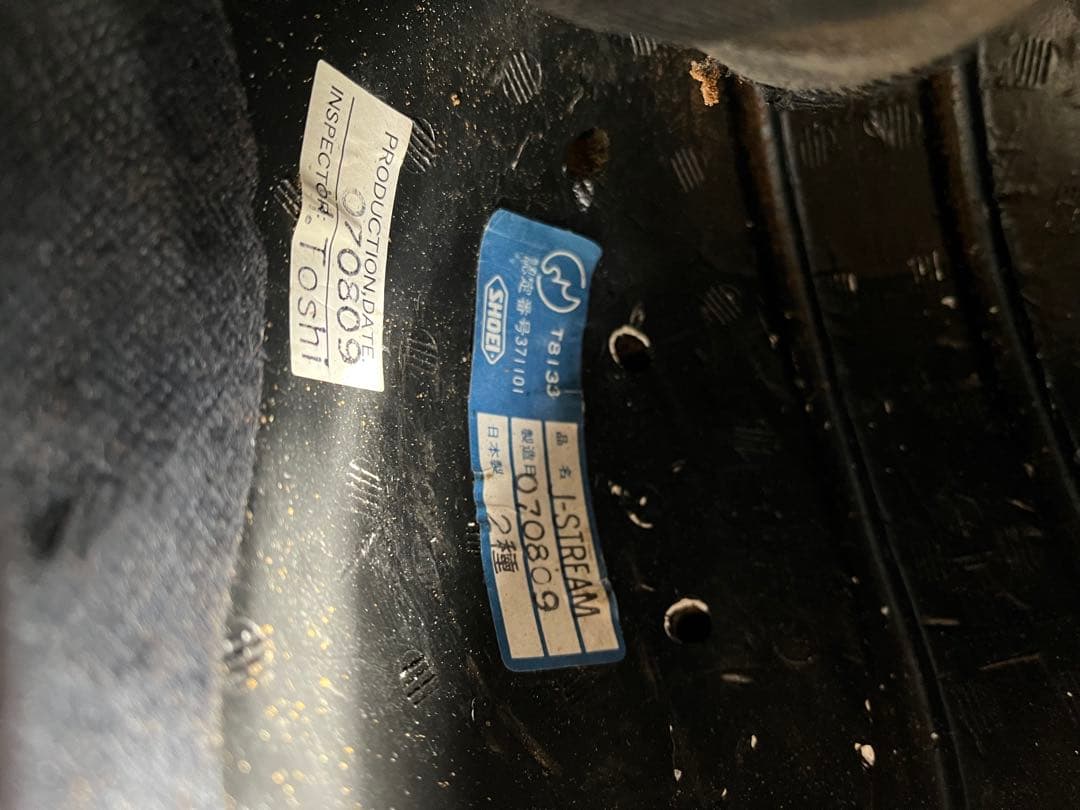 PRODUCTION.DATE.
070809
INSPECTOR:
Toshi
T8133
認定番号371101
SHOEI
品名 J-STREAM
製造日 070809
日本製 2種